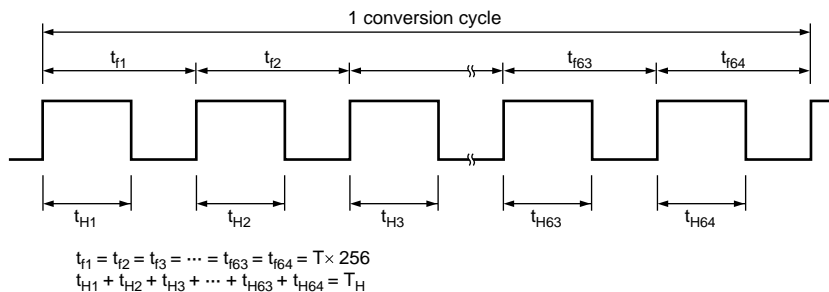 1 conversion cycle
tf1 tf2 tf63 tf64
tH1 tH2 tH3 tH63 tH64
tf1 = tf2 = tf3 = ··· = tf63 = tf64 = T × 256
tH1 + tH2 + tH3 + ··· + tH63 + tH64 = TH